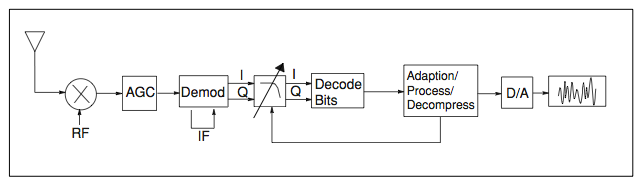 RF
AGC
Demod
IF
I
Q
I
Q
Decode
Bits
Adaption/
Process/
Decompress
D/A